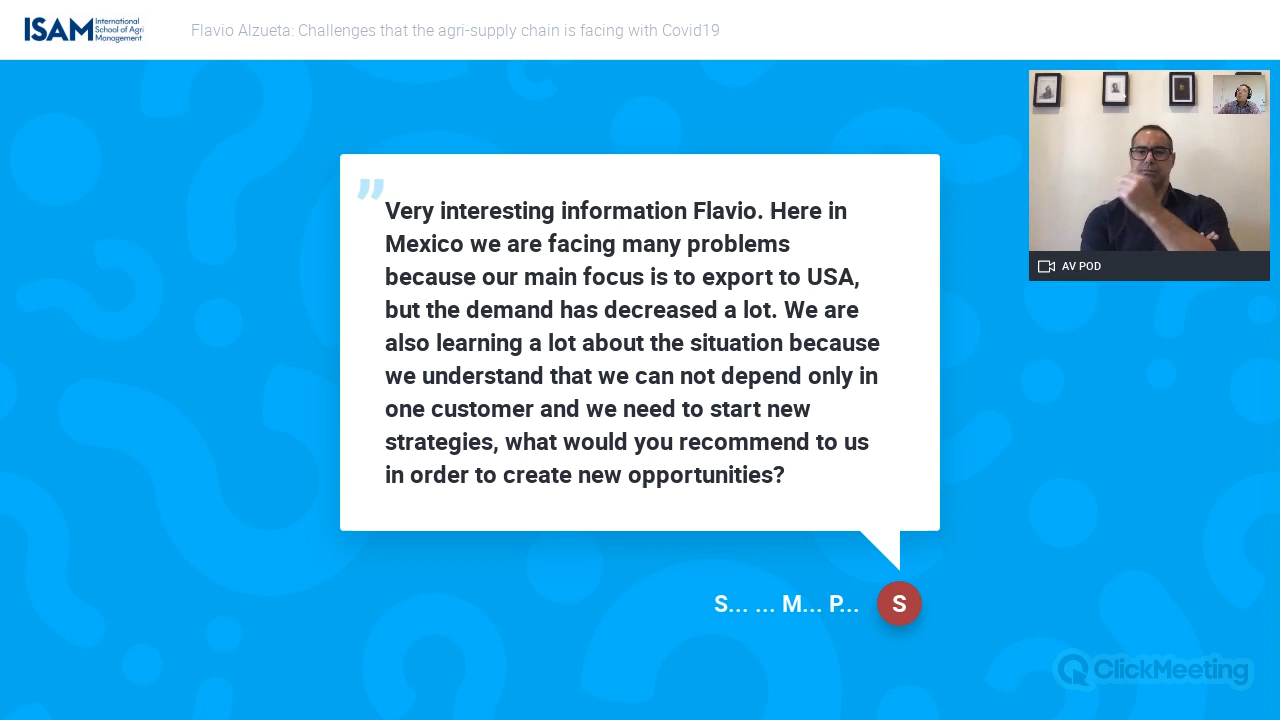 ISAM International
School of Agri
Management
Flavio Alzueta: Challenges that the agri-supply chain is facing with Covid19
"
Very interesting information Flavio. Here in
Mexico we are facing many problems
because our main focus is to export to USA,
but the demand has decreased a lot. We are
also learning a lot about the situation because
we understand that we can not depend only in
one customer and we need to start new
strategies, what would you recommend to us
in order to create new opportunities?
AV POD
S... ... M... P... S
ClickMeeting